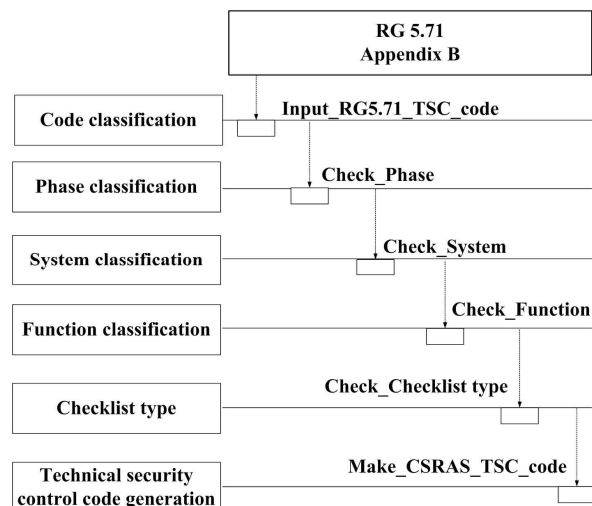 RG 5.71
Appendix B
Code classification
Input_RG5.71_TSC_code
Phase classification
Check_Phase
System classification
Check_System
Function classification
Check_Function
Checklist type
Check_Checklist type
Technical security
control code generation
Make_CSRAS_TSC_code